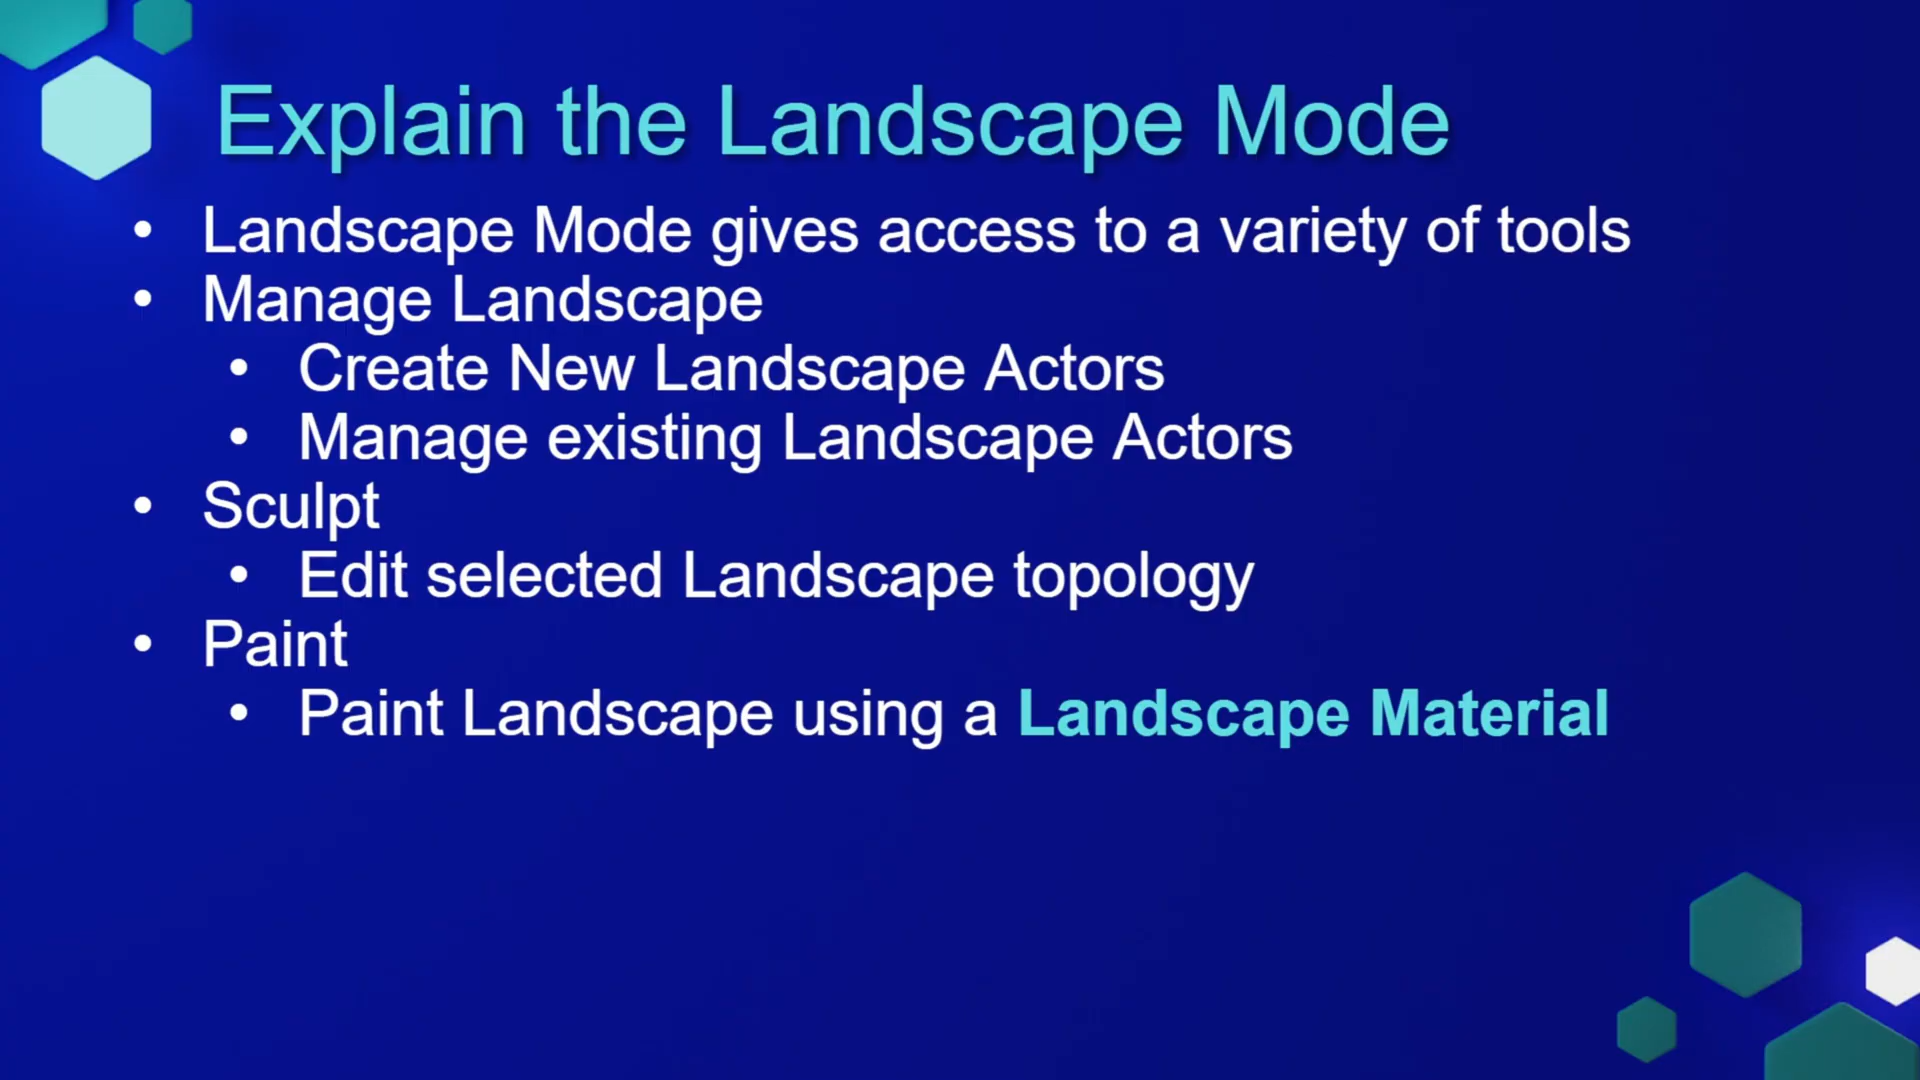 Explain the Landscape Mode
• Landscape Mode gives access to a variety of tools
• Manage Landscape
• Create New Landscape Actors
• Manage existing Landscape Actors
• Sculpt
• Edit selected Landscape topology
• Paint
• Paint Landscape using a Landscape Material